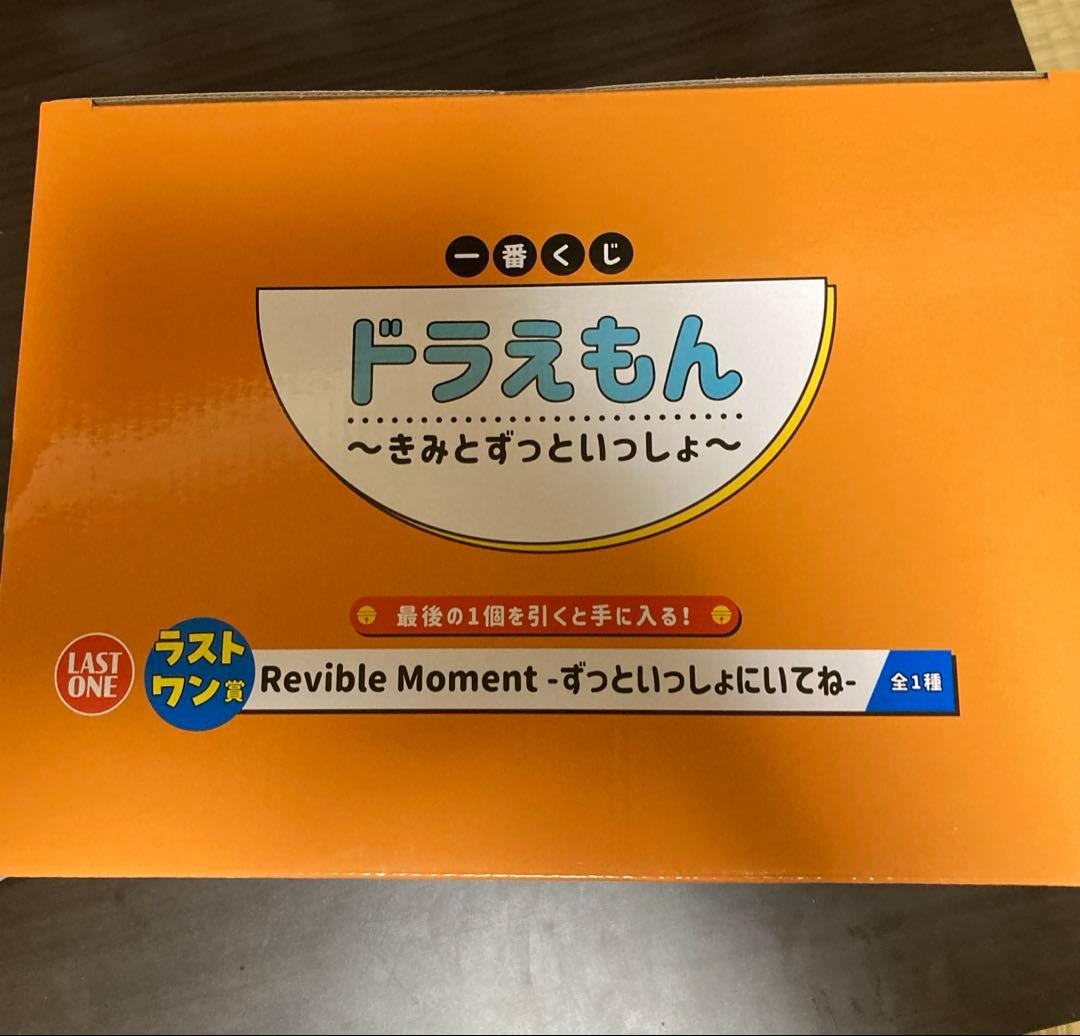 一番くじ
ドラえもん
～きみとずっといっしょ～
最後の1個を引くと手に入る!
LAST
ONE
ラスト
ワン賞
Revible Moment -ずっといっしょにいてね-
全1種